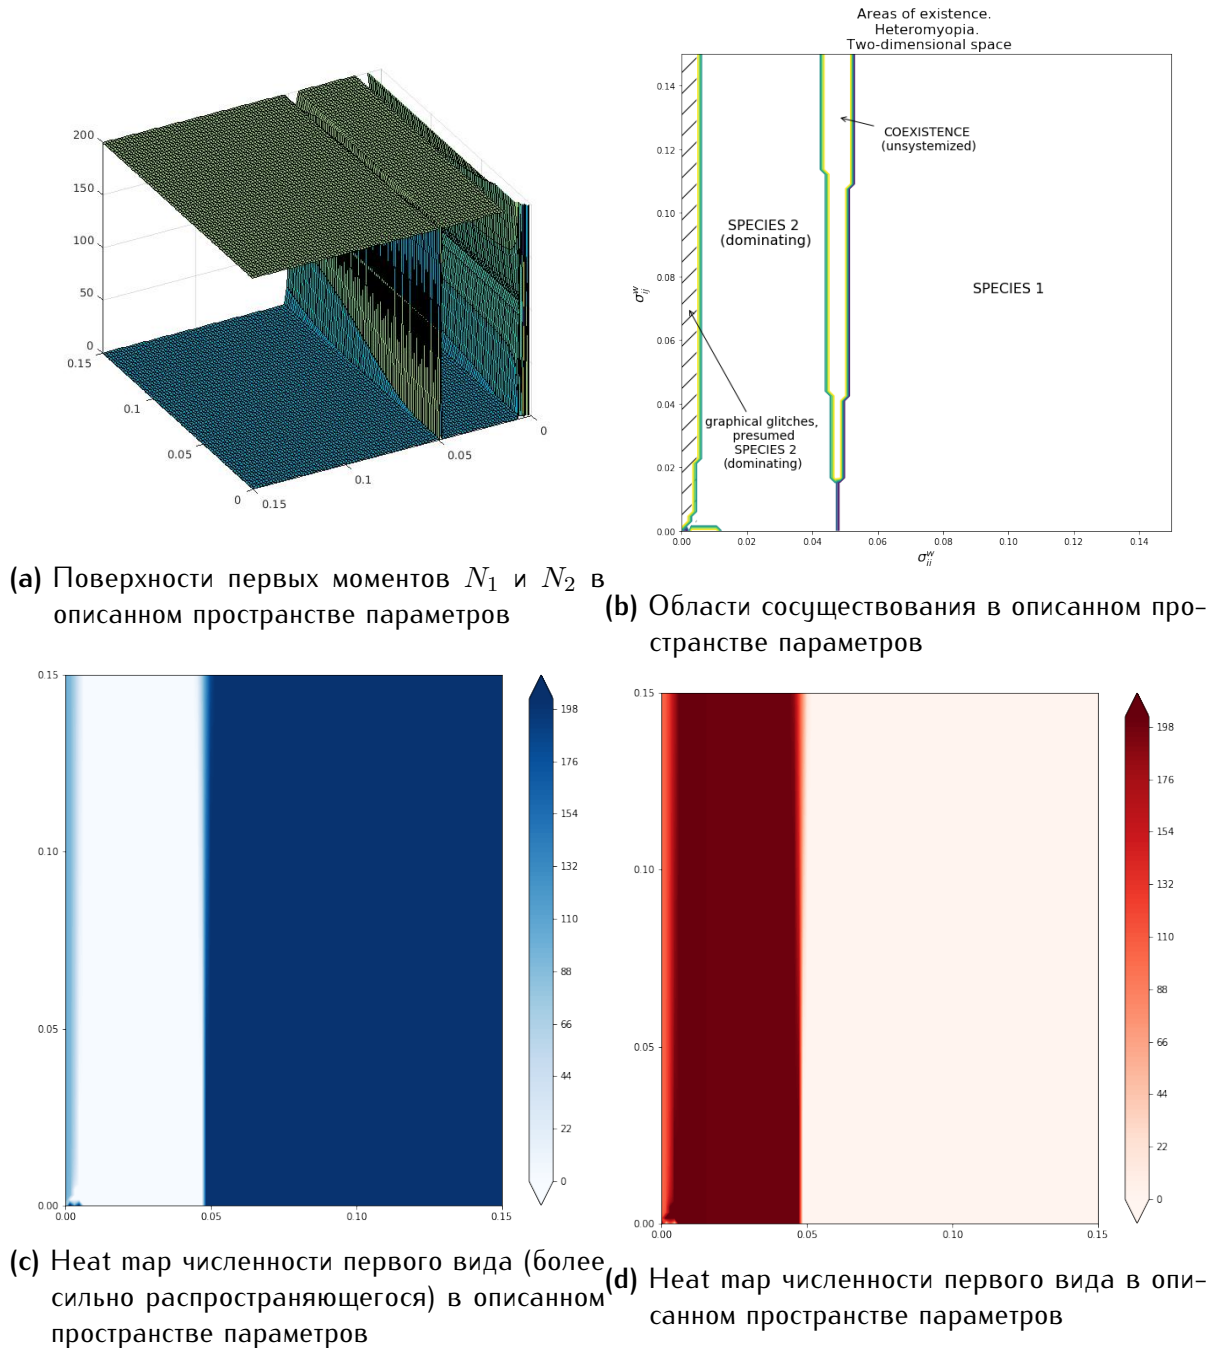 200
150
100
50
0
0.15
0.1
0.05
0
0.15
0.1
0.05
0
Areas of existence.
Heteromyopia.
Two-dimensional space
0.14
0.12
0.10
0.08
0.06
0.04
0.02
0.00
σ_{ij}^{w}
COEXISTENCE
(unsystemized)
SPECIES 2
(dominating)
SPECIES 1
graphical glitches,
presumed
SPECIES 2
(dominating)
0.00
0.02
0.04
0.06
0.08
0.10
0.12
0.14
σ_{ii}^{w}
(a) Поверхности первых моментов N_1 и N_2 в
описанном пространстве параметров
(b) Области сосуществования в описанном про-
странстве параметров
0.15
0.10
0.05
0.00
0.00
0.05
0.10
0.15
198
176
154
132
110
88
66
44
22
0
0.15
0.10
0.05
0.00
0.00
0.05
0.10
0.15
198
176
154
132
110
88
66
44
22
0
(c) Heat map численности первого вида (более
сильно распространяющегося) в описанном
пространстве параметров
(d) Heat map численности первого вида в опи-
санном пространстве параметров